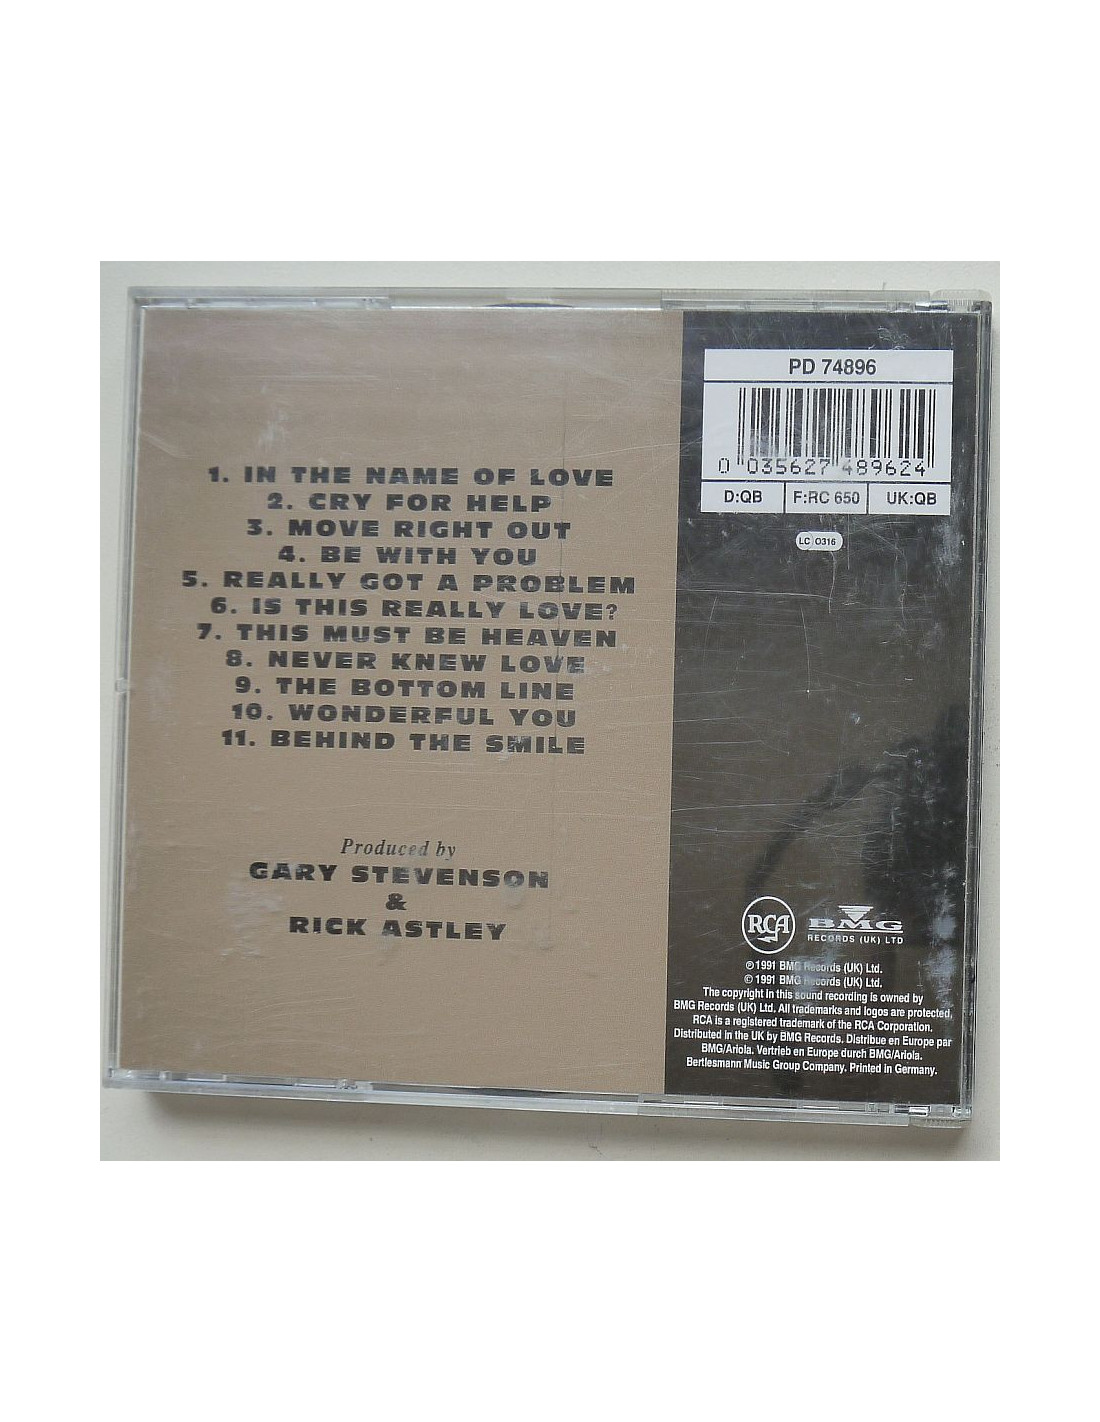 1. IN THE NAME OF LOVE
2. CRY FOR HELP
3. MOVE RIGHT OUT
4. BE WITH YOU
5. REALLY GOT A PROBLEM
6. IS THIS REALLY LOVE?
7. THIS MUST BE HEAVEN
8. NEVER KNEW LOVE
9. THE BOTTOM LINE
10. WONDERFUL YOU
11. BEHIND THE SMILE
Produced by
GARY STEVENSON
&
RICK ASTLEY
PD 74896
0 035627 489624
D:QB F:RC 650 UK:QB
LC 0316
RCA BMG
RECORDS (UK) LTD
℗ 1991 BMG Records (UK) Ltd.
© 1991 BMG Records (UK) Ltd.
The copyright in this sound recording is owned by
BMG Records (UK) Ltd. All trademarks and logos are protected.
RCA is a registered trademark of the RCA Corporation.
Distributed in the UK by BMG Records. Distribue en Europe par
BMG/Ariola. Vertrieb en Europe durch BMG/Ariola.
Bertlesmann Music Group Company. Printed in Germany.